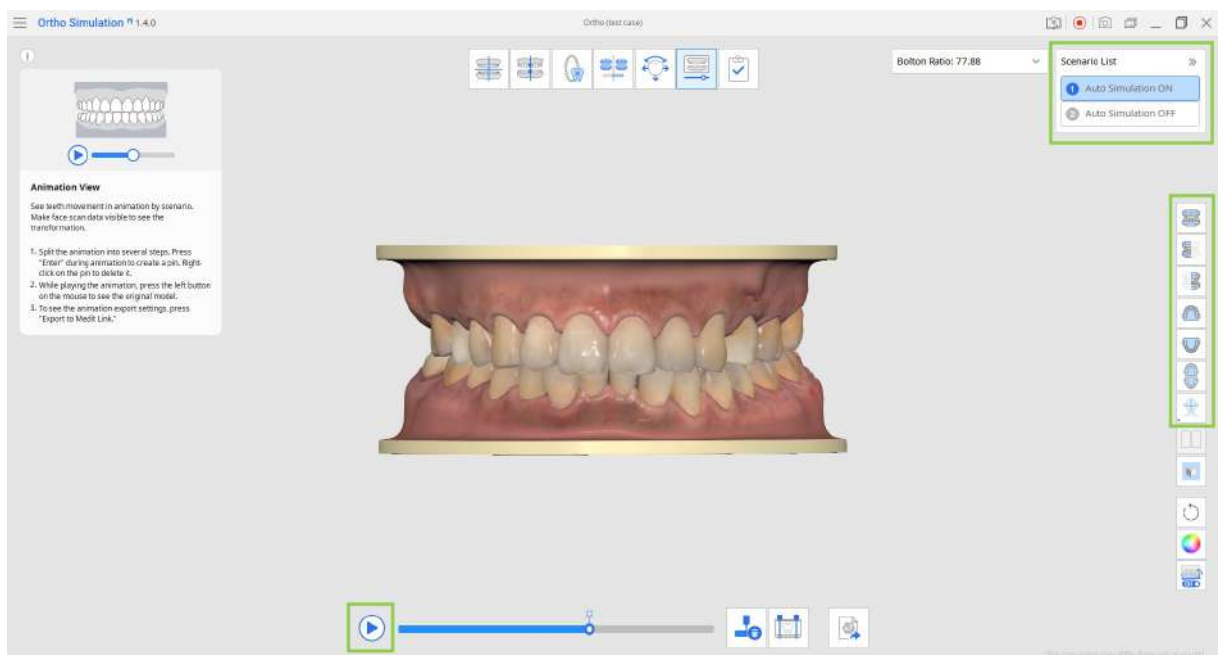 Ortho Simulation 1.4.0
Ortho (test case)
Bolton Ratio: 77.88
Scenario List
1 Auto Simulation ON
2 Auto Simulation OFF
Animation View
See teeth movement in animation by scenario.
Make face scan data visible to see the
transformation.
1. Split the animation into several steps. Press
"Enter" during animation to create a pin. Right-
click on the pin to delete it.
2. While playing the animation, press the left button
on the mouse to see the original model.
3. To see the animation export settings, press
"Export to Medit Link."